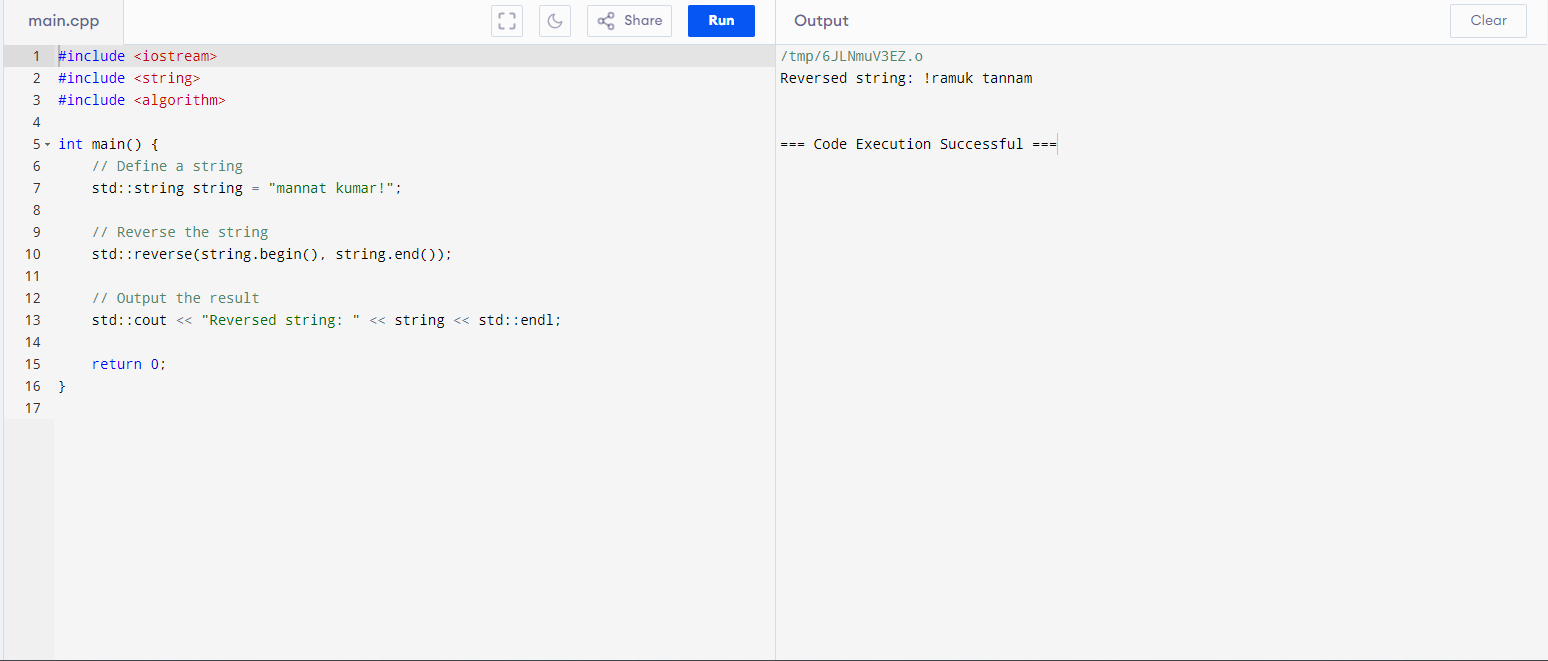 main.cpp
Share
Run
Output
Clear
1 #include <iostream>
2 #include <string>
3 #include <algorithm>
4
5 int main() {
6     // Define a string
7     std::string string = "mannat kumar!";
8
9     // Reverse the string
10     std::reverse(string.begin(), string.end());
11
12     // Output the result
13     std::cout << "Reversed string: " << string << std::endl;
14
15     return 0;
16 }
17
/tmp/6JLNmuV3EZ.o
Reversed string: !ramuk tannam
=== Code Execution Successful ===